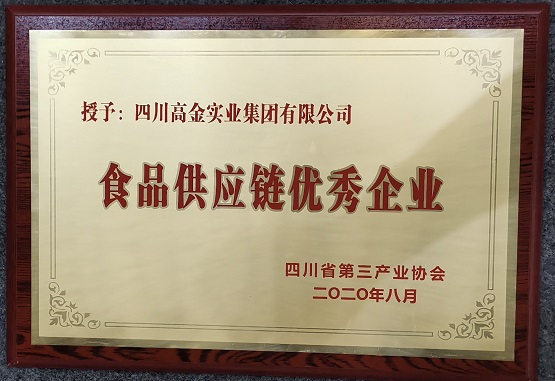 授予：四川高金实业集团有限公司
食品供应链优秀企业
四川省第三产业协会
二〇二〇年八月